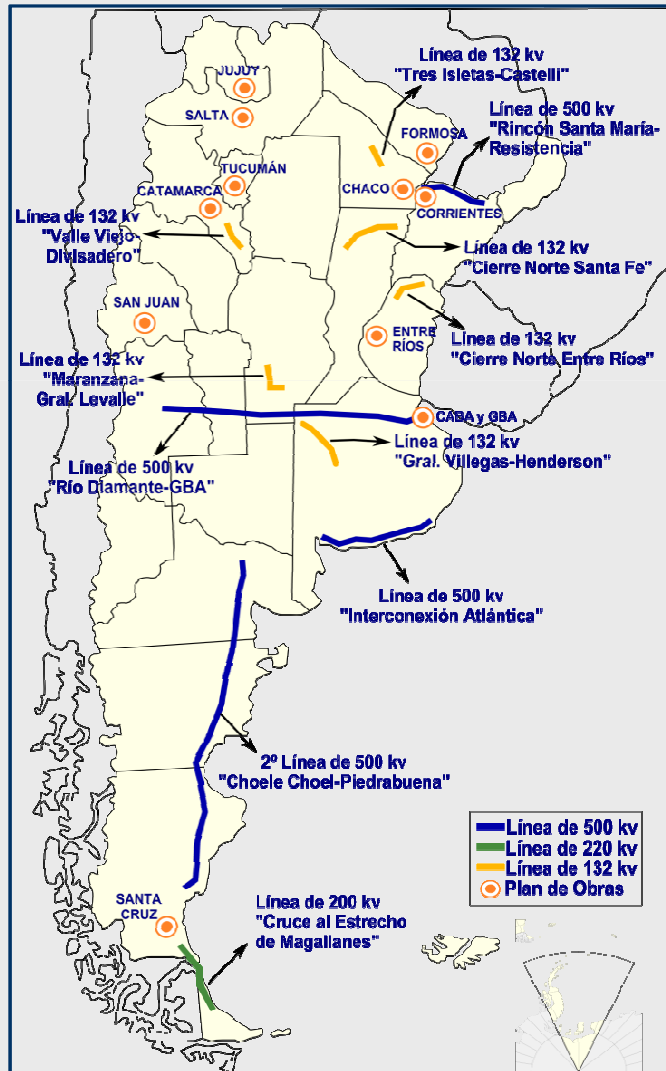 Línea de 132 kv
"Tres Isletas-Castelli"
JUJUY
Línea de 500 kv
"Rincón Santa María-
Resistencia"
SALTA
FORMOSA
TUCUMÁN
CHACO
CATAMARCA
CORRIENTES
Línea de 132 kv
"Valle Viejo-
Divisadero"
Línea de 132 kv
"Cierre Norte Santa Fe"
SAN JUAN
ENTRE
RÍOS
Línea de 132 kv
"Cierre Norte Entre Ríos"
Línea de 132 kv
"Maranzana-
Gral. Levalle"
CABA y GBA
Línea de 132 kv
"Gral. Villegas-Henderson"
Línea de 500 kv
"Río Diamante-GBA"
Línea de 500 kv
"Interconexión Atlántica"
2º Línea de 500 kv
"Choele Choel-Piedrabuena"
Línea de 500 kv
Línea de 220 kv
Línea de 132 kv
Plan de Obras
SANTA
CRUZ
Línea de 200 kv
"Cruce al Estrecho
de Magallanes"